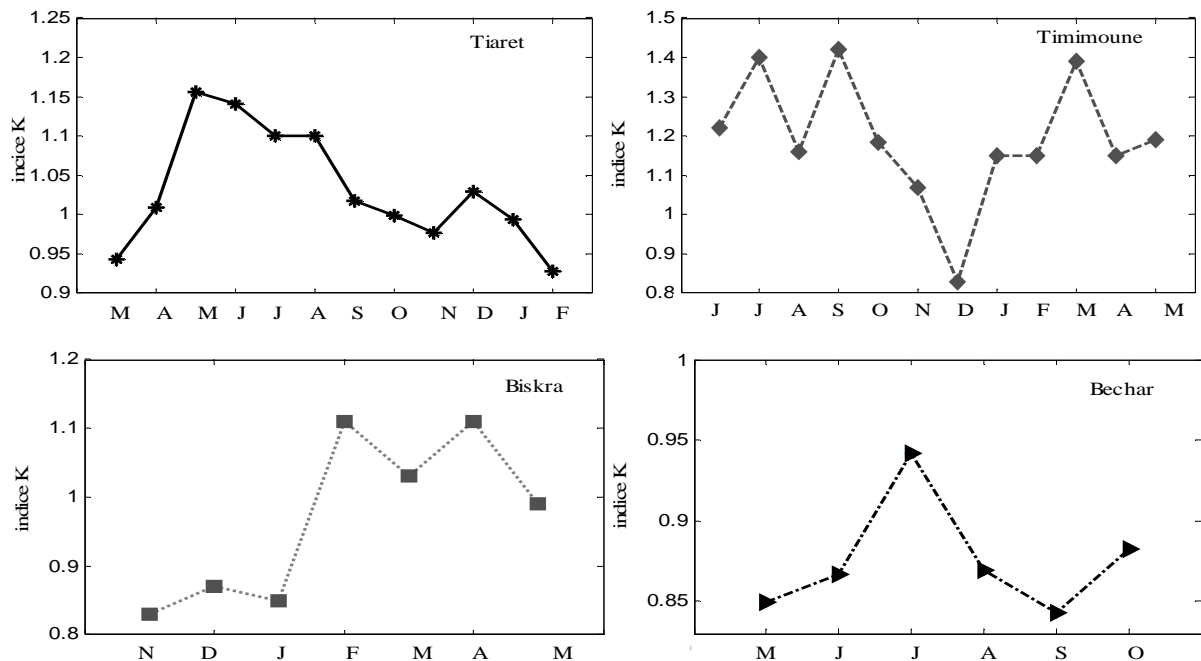 Tiaret
incice K
1.25
1.2
1.15
1.1
1.05
1
0.95
0.9
M A M J J A S O N D J F
Timimoune
indice K
1.5
1.4
1.3
1.2
1.1
1
0.9
0.8
J J A S O N D J F M A M
Biskra
indice K
1.2
1.1
1
0.9
0.8
N D J F M A M
Bechar
indice K
1
0.95
0.9
0.85
M J J A S O